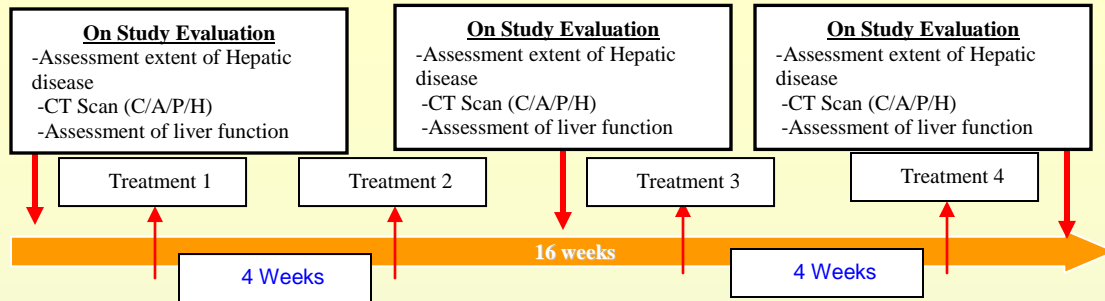 On Study Evaluation
-Assessment extent of Hepatic
disease
-CT Scan (C/A/P/H)
-Assessment of liver function
On Study Evaluation
-Assessment extent of Hepatic
disease
-CT Scan (C/A/P/H)
-Assessment of liver function
On Study Evaluation
-Assessment extent of Hepatic
disease
-CT Scan (C/A/P/H)
-Assessment of liver function
Treatment 1
Treatment 2
Treatment 3
Treatment 4
16 weeks
4 Weeks
4 Weeks